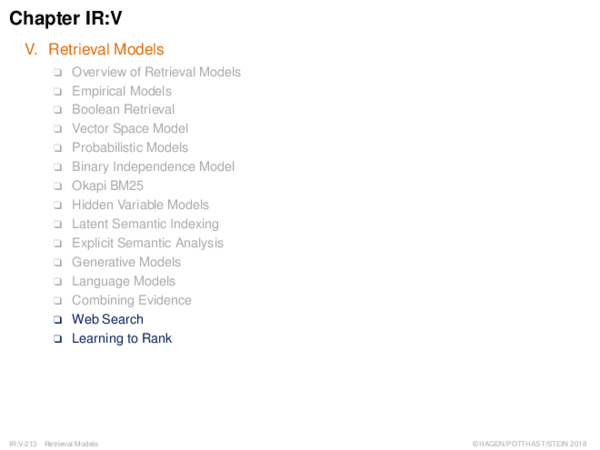 Chapter IR:V
V. Retrieval Models
❑ Overview of Retrieval Models
❑ Empirical Models
❑ Boolean Retrieval
❑ Vector Space Model
❑ Probabilistic Models
❑ Binary Independence Model
❑ Okapi BM25
❑ Hidden Variable Models
❑ Latent Semantic Indexing
❑ Explicit Semantic Analysis
❑ Generative Models
❑ Language Models
❑ Combining Evidence
❑ Web Search
❑ Learning to Rank
IR:V-213 Retrieval Models ©HAGEN/POTTHAST/STEIN 2018